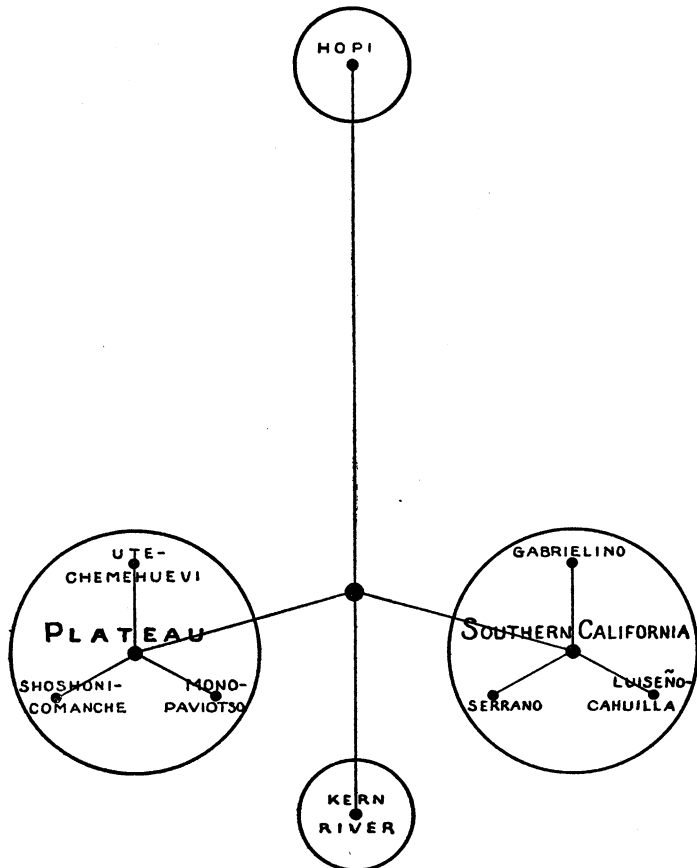 HOPI
UTE-
CHEMEHUEVI
PLATEAU
SHOSHONI-
COMANCHE
MONO-
PAVIOTSO
GABRIELINO
SOUTHERN CALIFORNIA
SERRANO
LUISEÑO-
CAHUILLA
KERN
RIVER